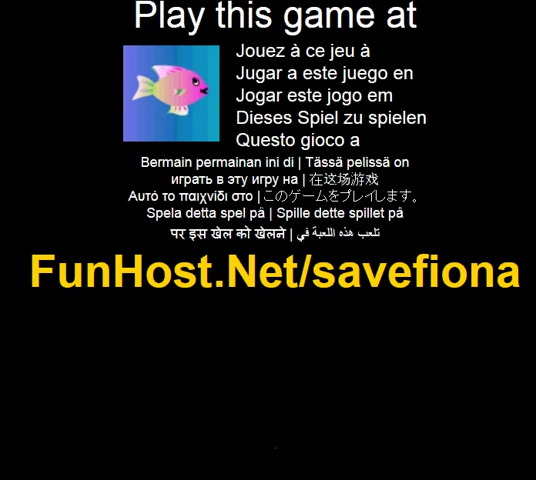 Play this game at
Jouez à ce jeu à
Jugar a este juego en
Jogar este jogo em
Dieses Spiel zu spielen
Questo gioco a
Bermain permainan ini di | Tässä pelissä on
играть в эту игру на | 在这场游戏
Αυτό το παιχνίδι στο | このゲームをプレイします。
Spela detta spel på | Spille dette spillet på
पर इस खेल को खेलने | تلعب هذه اللعبة في
FunHost.Net/savefiona